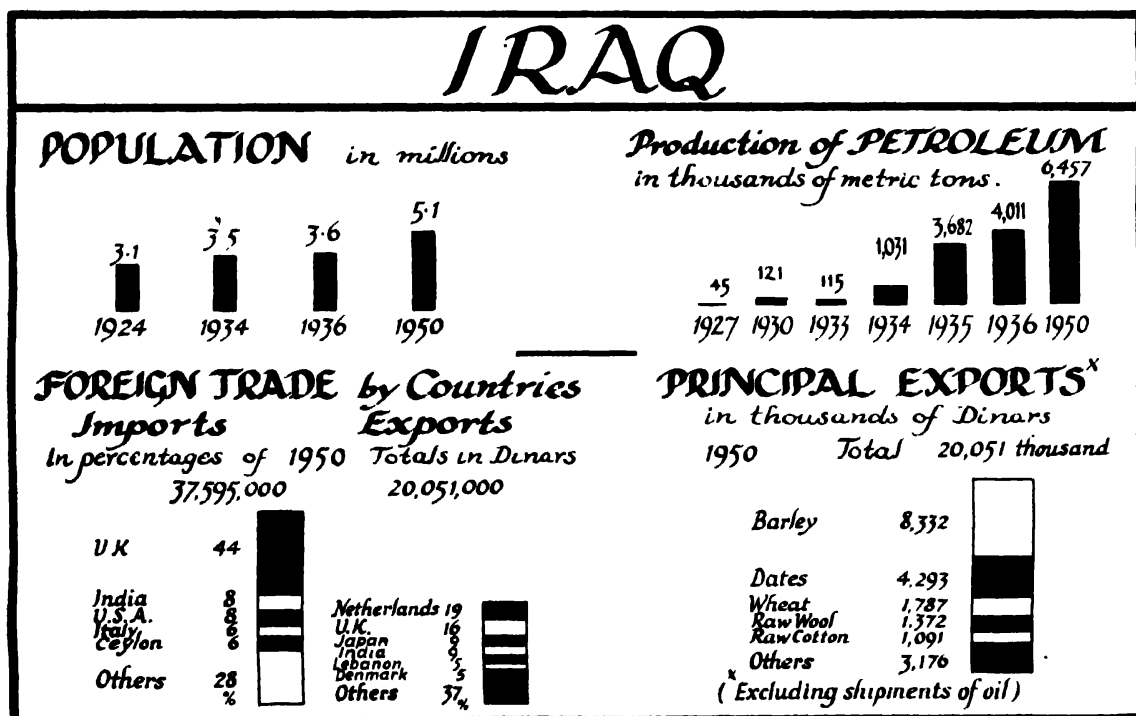 IRAQ
POPULATION in millions
3.1 3.5 3.6 5.1
1924 1934 1936 1950
Production of PETROLEUM
in thousands of metric tons.
45 121 115 1,031 3,682 4,011 6,457
1927 1930 1933 1934 1935 1936 1950
FOREIGN TRADE by Countries
Imports Exports
In percentages of 1950 Totals in Dinars
37,595,000 20,051,000
UK 44
India 8
U.S.A. 8
Italy 6
Ceylon 6
Others 28
%
Netherlands 19
U.K. 16
Japan 9
India 9
Lebanon 5
Denmark 5
Others 37%
PRINCIPAL EXPORTSx
in thousands of Dinars
1950 Total 20,051 thousand
Barley 8,332
Dates 4,293
Wheat 1,787
Raw Wool 1,372
Raw Cotton 1,091
Others 3,176
(x Excluding shipments of oil)